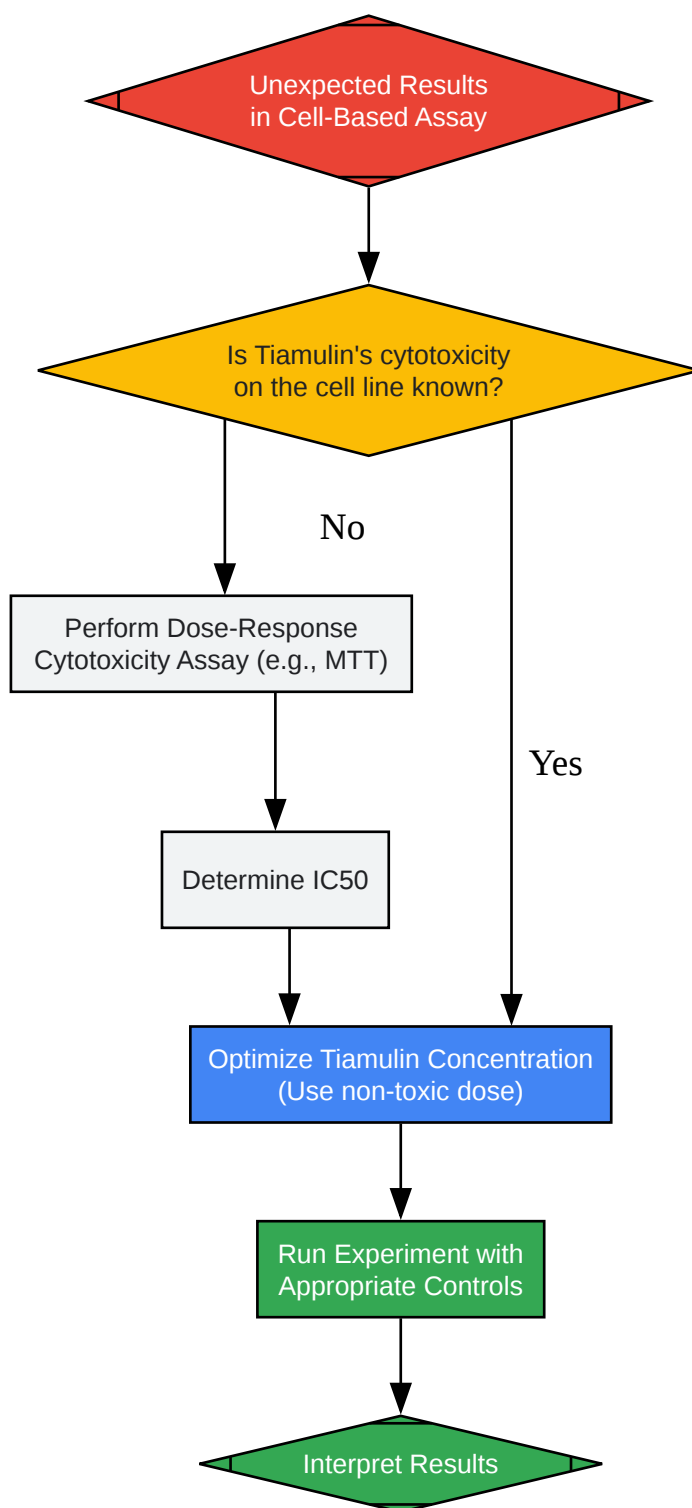 Unexpected Results
in Cell-Based Assay
Is Tiamulin's cytotoxicity
on the cell line known?
No
Perform Dose-Response
Cytotoxicity Assay (e.g., MTT)
Yes
Determine IC50
Optimize Tiamulin Concentration
(Use non-toxic dose)
Run Experiment with
Appropriate Controls
Interpret Results